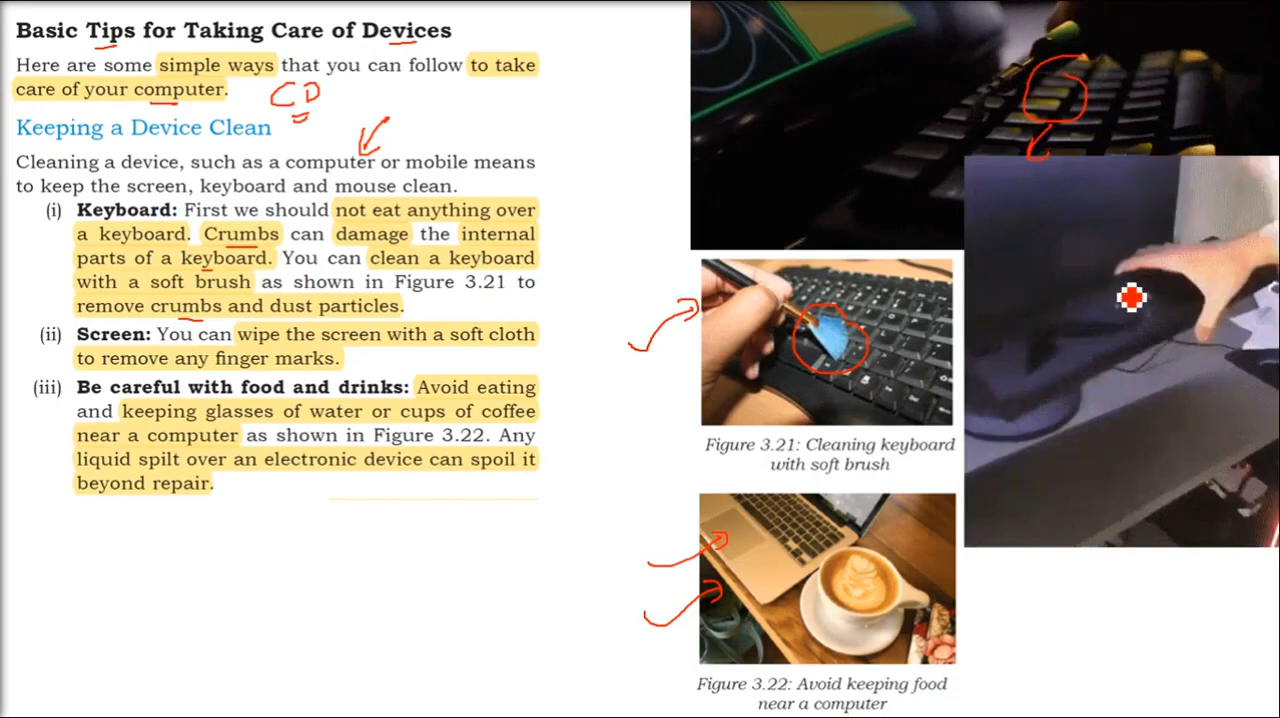 Basic Tips for Taking Care of Devices
Here are some simple ways that you can follow to take
care of your computer.
CD
Keeping a Device Clean
Cleaning a device, such as a computer or mobile means
to keep the screen, keyboard and mouse clean.
(i) Keyboard: First we should not eat anything over
a keyboard. Crumbs can damage the internal
parts of a keyboard. You can clean a keyboard
with a soft brush as shown in Figure 3.21 to
remove crumbs and dust particles.
(ii) Screen: You can wipe the screen with a soft cloth
to remove any finger marks.
(iii) Be careful with food and drinks: Avoid eating
and keeping glasses of water or cups of coffee
near a computer as shown in Figure 3.22. Any
liquid spilt over an electronic device can spoil it
beyond repair.
Figure 3.21: Cleaning keyboard
with soft brush
Figure 3.22: Avoid keeping food
near a computer